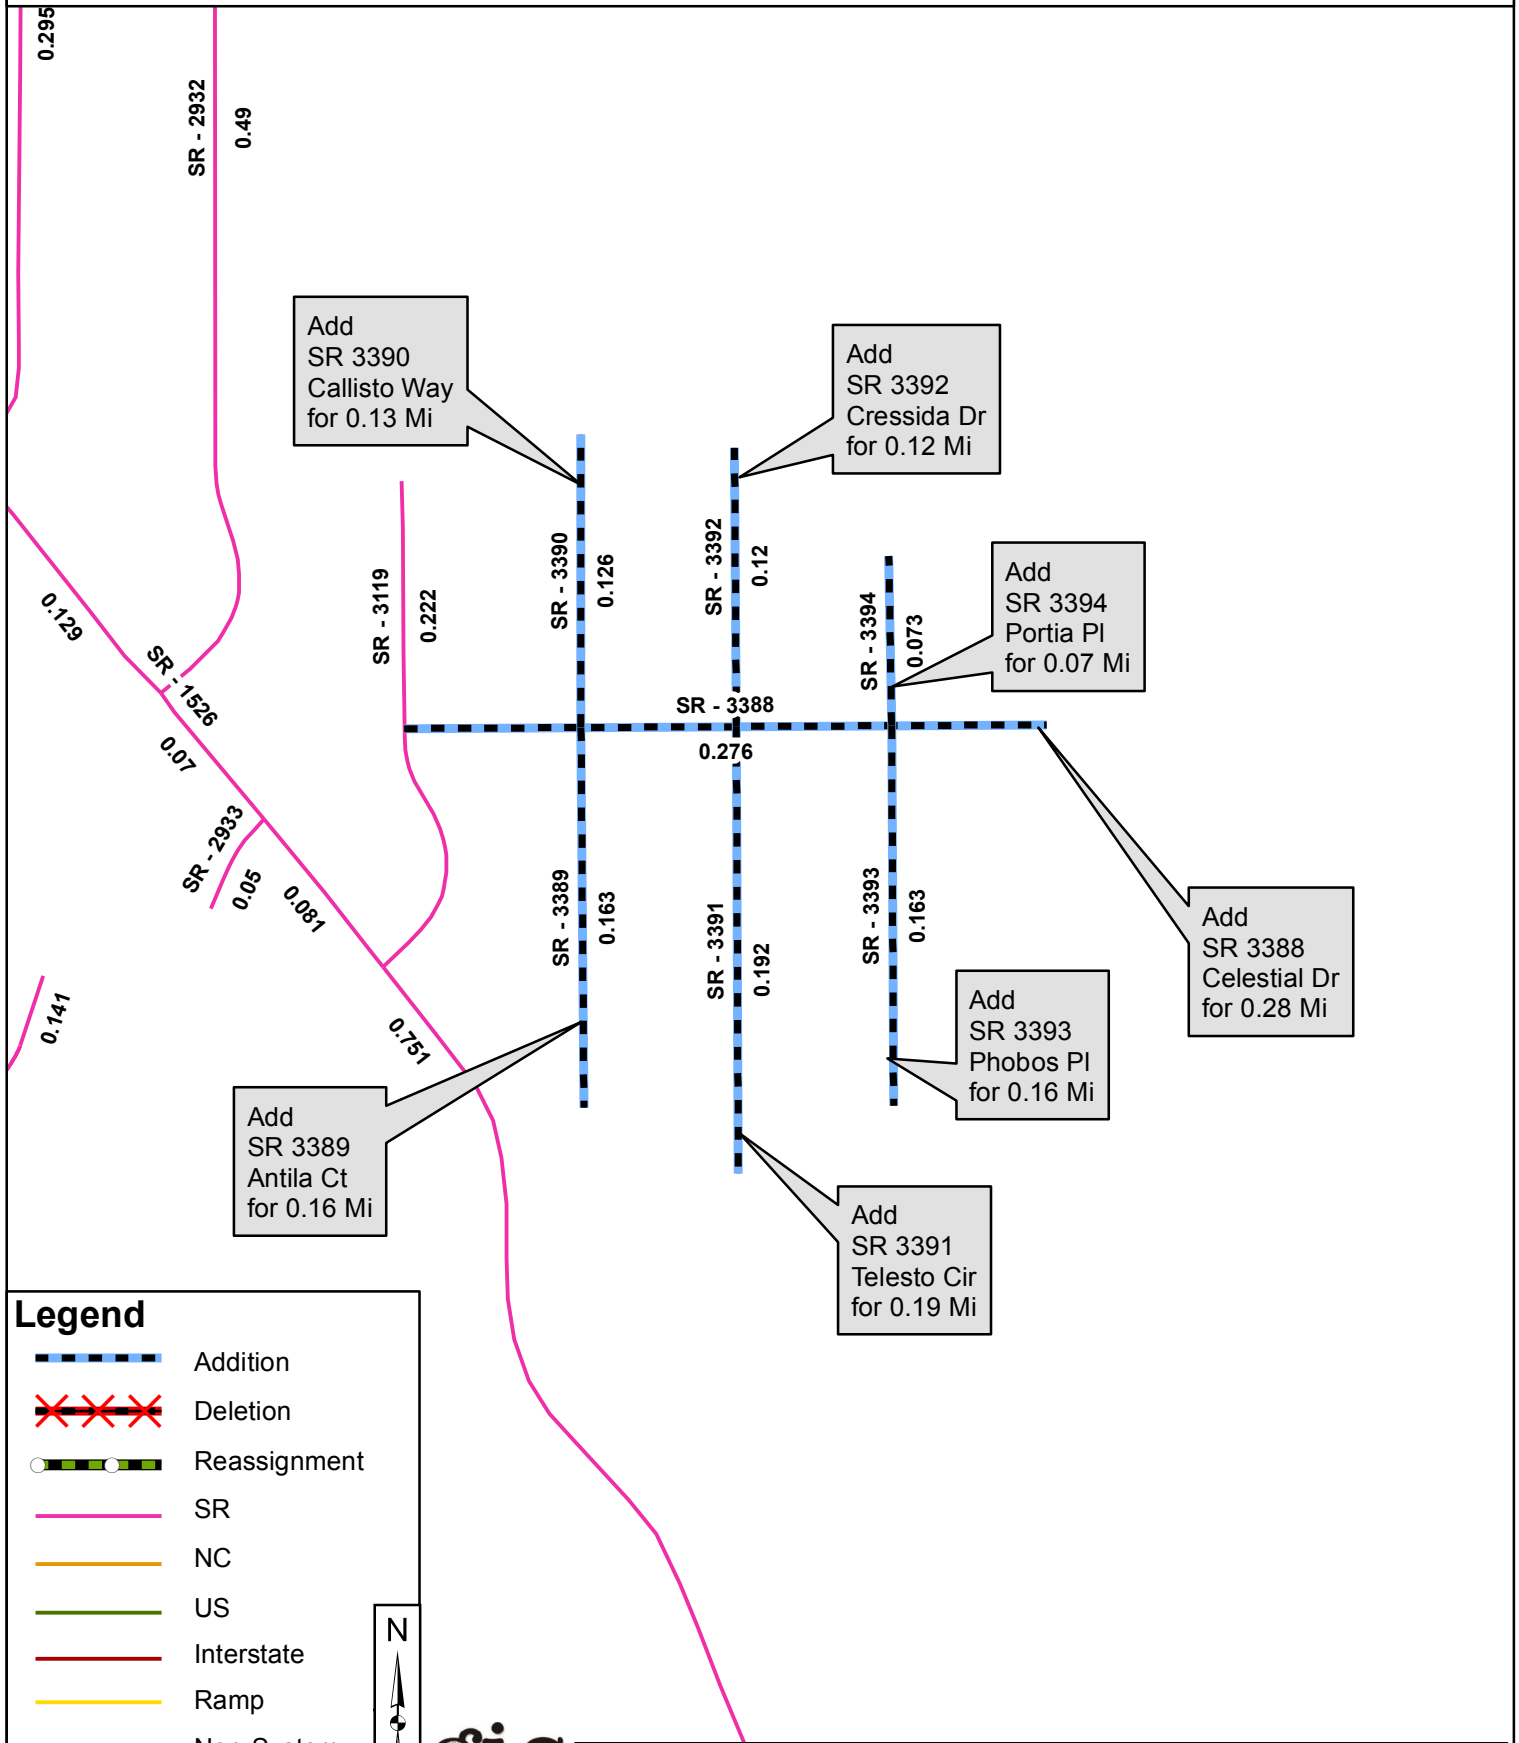 0.295
SR - 2932
0.49
Add
SR 3390
Callisto Way
for 0.13 Mi
Add
SR 3392
Cressida Dr
for 0.12 Mi
SR - 3390
0.126
SR - 3392
0.12
Add
SR 3394
Portia Pl
for 0.07 Mi
SR - 3119
0.222
SR - 3394
0.073
0.129
SR - 1526
0.07
SR - 3388
0.276
SR - 2933
0.05
0.081
SR - 3389
0.163
SR - 3391
0.192
SR - 3393
0.163
Add
SR 3388
Celestial Dr
for 0.28 Mi
0.141
0.751
Add
SR 3393
Phobos Pl
for 0.16 Mi
Add
SR 3389
Antila Ct
for 0.16 Mi
Add
SR 3391
Telesto Cir
for 0.19 Mi
Legend
Addition
Deletion
Reassignment
SR
NC
US
Interstate
Ramp
N